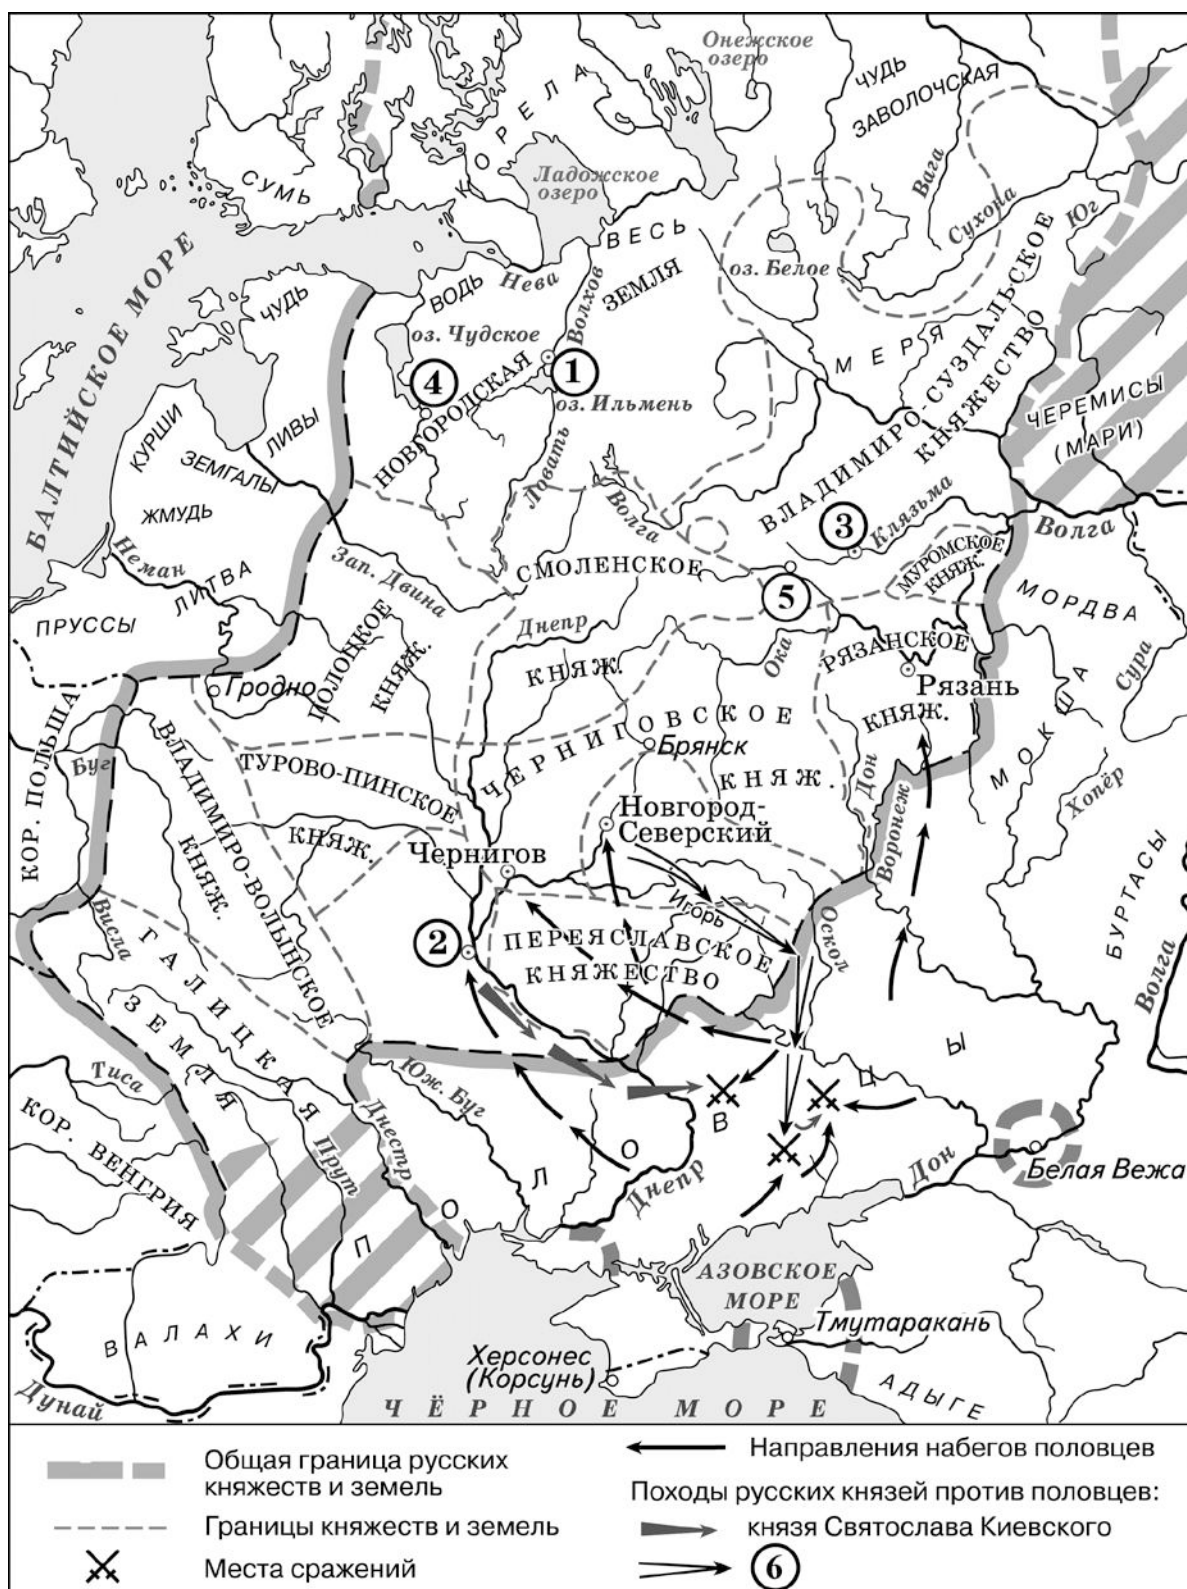 Онежское
озеро
ЧУДЬ
ЗАВОЛОЧСКАЯ
КОРЕЛА
Ладожское
озеро
СУМЬ
Вага
Сухона
Юг
ВЕСЬ
оз. Белое
БАЛТИЙСКОЕ МОРЕ
ЧУДЬ
ВОДЬ
Нева
Волхов
ЗЕМЛЯ
оз. Чудское
МЕРЯ
4
1
НОВГОРОДСКАЯ
оз. Ильмень
ВЛАДИМИРО-СУЗДАЛЬСКОЕ
КНЯЖЕСТВО
ЧЕРЕМИСЫ
(МАРИ)
КУРШИ
ЗЕМГАЛЫ
ЛИВЫ
ЖМУДЬ
Ловать
Волга
3
Клязьма
Волга
Неман
ЛИТВА
Зап. Двина
СМОЛЕНСКОЕ
МУРОМСКОЕ
КНЯЖ.
5
МОРДВА
ПРУССЫ
Днепр
КНЯЖ.
Ока
РЯЗАНСКОЕ
Сура
ПОЛОЦКОЕ
КНЯЖ.
Гродно
Рязань
КНЯЖ.
МОКША
КОР. ПОЛЬША
Буг
ВЛАДИМИРО-ВОЛЫНСКОЕ
КНЯЖ.
ТУРОВО-ПИНСКОЕ
КНЯЖ.
ЧЕРНИГОВСКОЕ
Брянск
КНЯЖ.
Дон
Хопёр
Новгород-
Северский
Воронеж
Чернигов
БУРТАСЫ
Висла
ГАЛИЦКАЯ
ЗЕМЛЯ
Игорь
Оскол
2
ПЕРЕЯСЛАВСКОЕ
КНЯЖЕСТВО
Волга
Тиса
Юж. Буг
КОР. ВЕНГРИЯ
Прут
Днестр
ПОЛОВЦЫ
Днепр
Дон
Белая Вежа
АЗОВСКОЕ
МОРЕ
Тмутаракань
ВАЛАХИ
Дунай
Херсонес
(Корсунь)
АДЫГЕ
ЧЁРНОЕ МОРЕ
Общая граница русских
княжеств и земель
Границы княжеств и земель
Места сражений
Направления набегов половцев
Походы русских князей против половцев:
князя Святослава Киевского
6